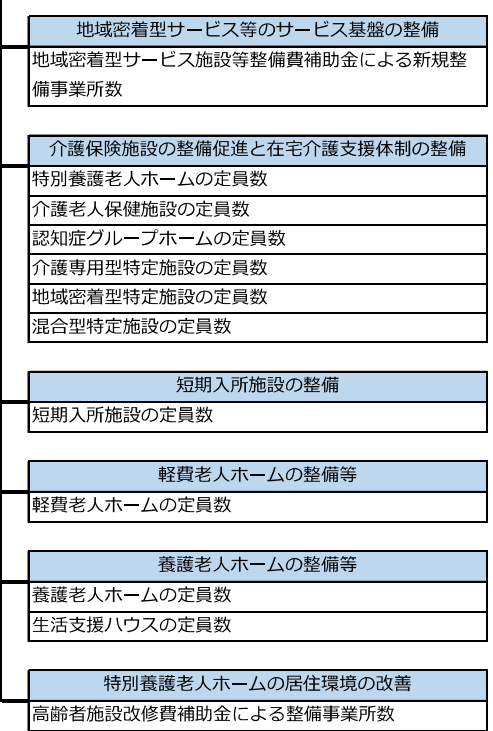 地域密着型サービス等のサービス基盤の整備
地域密着型サービス施設等整備費補助金による新規整
備事業所数
介護保険施設の整備促進と在宅介護支援体制の整備
特別養護老人ホームの定員数
介護老人保健施設の定員数
認知症グループホームの定員数
介護専用型特定施設の定員数
地域密着型特定施設の定員数
混合型特定施設の定員数
短期入所施設の整備
短期入所施設の定員数
軽費老人ホームの整備等
軽費老人ホームの定員数
養護老人ホームの整備等
養護老人ホームの定員数
生活支援ハウスの定員数
特別養護老人ホームの居住環境の改善
高齢者施設改修費補助金による整備事業所数